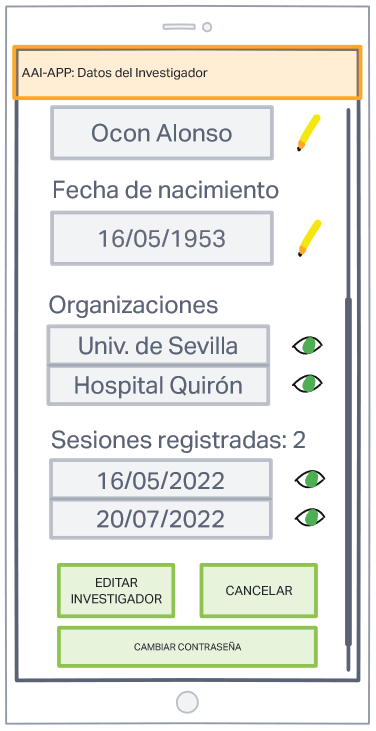 AAI-APP: Datos del Investigador
Ocon Alonso
Fecha de nacimiento
16/05/1953
Organizaciones
Univ. de Sevilla
Hospital Quirón
Sesiones registradas: 2
16/05/2022
20/07/2022
EDITAR
INVESTIGADOR
CANCELAR
CAMBIAR CONTRASEÑA